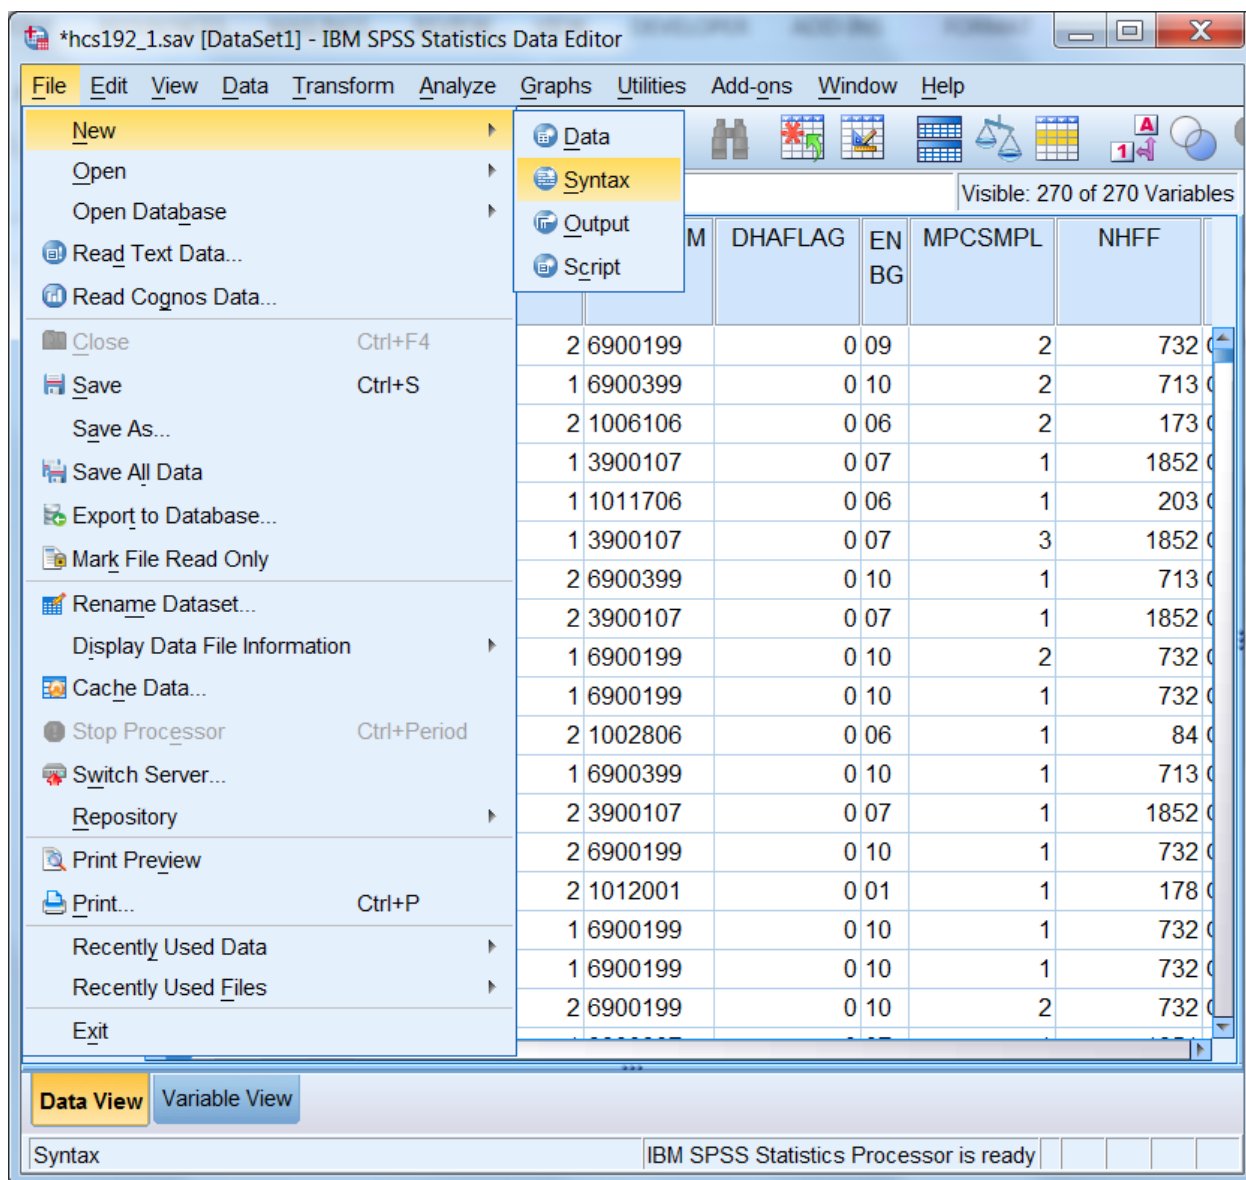 *hcs192_1.sav [DataSet1] - IBM SPSS Statistics Data Editor
File Edit View Data Transform Analyze Graphs Utilities Add-ons Window Help
New
Open
Open Database
Read Text Data...
Read Cognos Data...
Close Ctrl+F4
Save Ctrl+S
Save As...
Save All Data
Export to Database...
Mark File Read Only
Rename Dataset...
Display Data File Information
Cache Data...
Stop Processor Ctrl+Period
Switch Server...
Repository
Print Preview
Print... Ctrl+P
Recently Used Data
Recently Used Files
Exit
Data
Syntax
Output
Script
A
1
Visible: 270 of 270 Variables
M DHAFLAG EN BG MPCSMPL NHFF
2 6900199 0 09 2 732
1 6900399 0 10 2 713
2 1006106 0 06 2 173
1 3900107 0 07 1 1852
1 1011706 0 06 1 203
1 3900107 0 07 3 1852
2 6900399 0 10 1 713
2 3900107 0 07 1 1852
1 6900199 0 10 2 732
1 6900199 0 10 1 732
2 1002806 0 06 1 84
1 6900399 0 10 1 713
2 3900107 0 07 1 1852
2 6900199 0 10 1 732
2 1012001 0 01 1 178
1 6900199 0 10 1 732
1 6900199 0 10 1 732
2 6900199 0 10 2 732
Data View Variable View
Syntax IBM SPSS Statistics Processor is ready